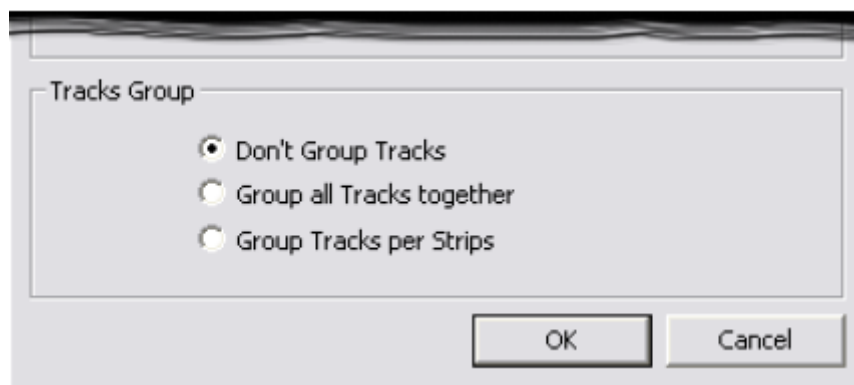 Tracks Group
Don't Group Tracks
Group all Tracks together
Group Tracks per Strips
OK
Cancel